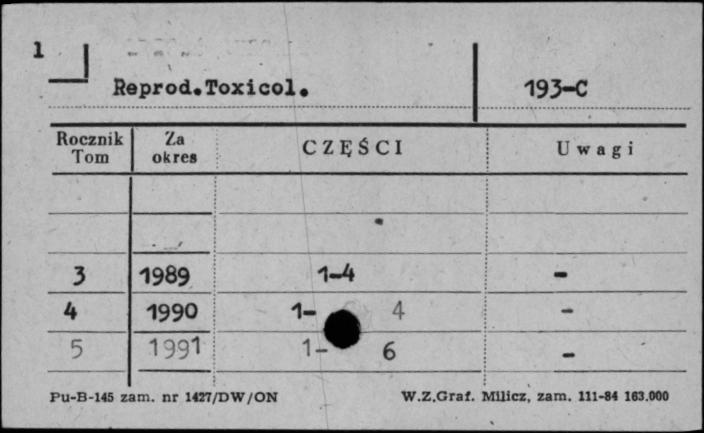 1
Reprod.Toxicol. 193-C
Rocznik Tom Za okres CZĘŚCI Uwagi
3 1989 1-4 -
4 1990 1- 4 -
5 1991 1- 6 -
Pu-B-145 zam. nr 1427/DW/ON W.Z.Graf. Milicz, zam. 111-84 163.000